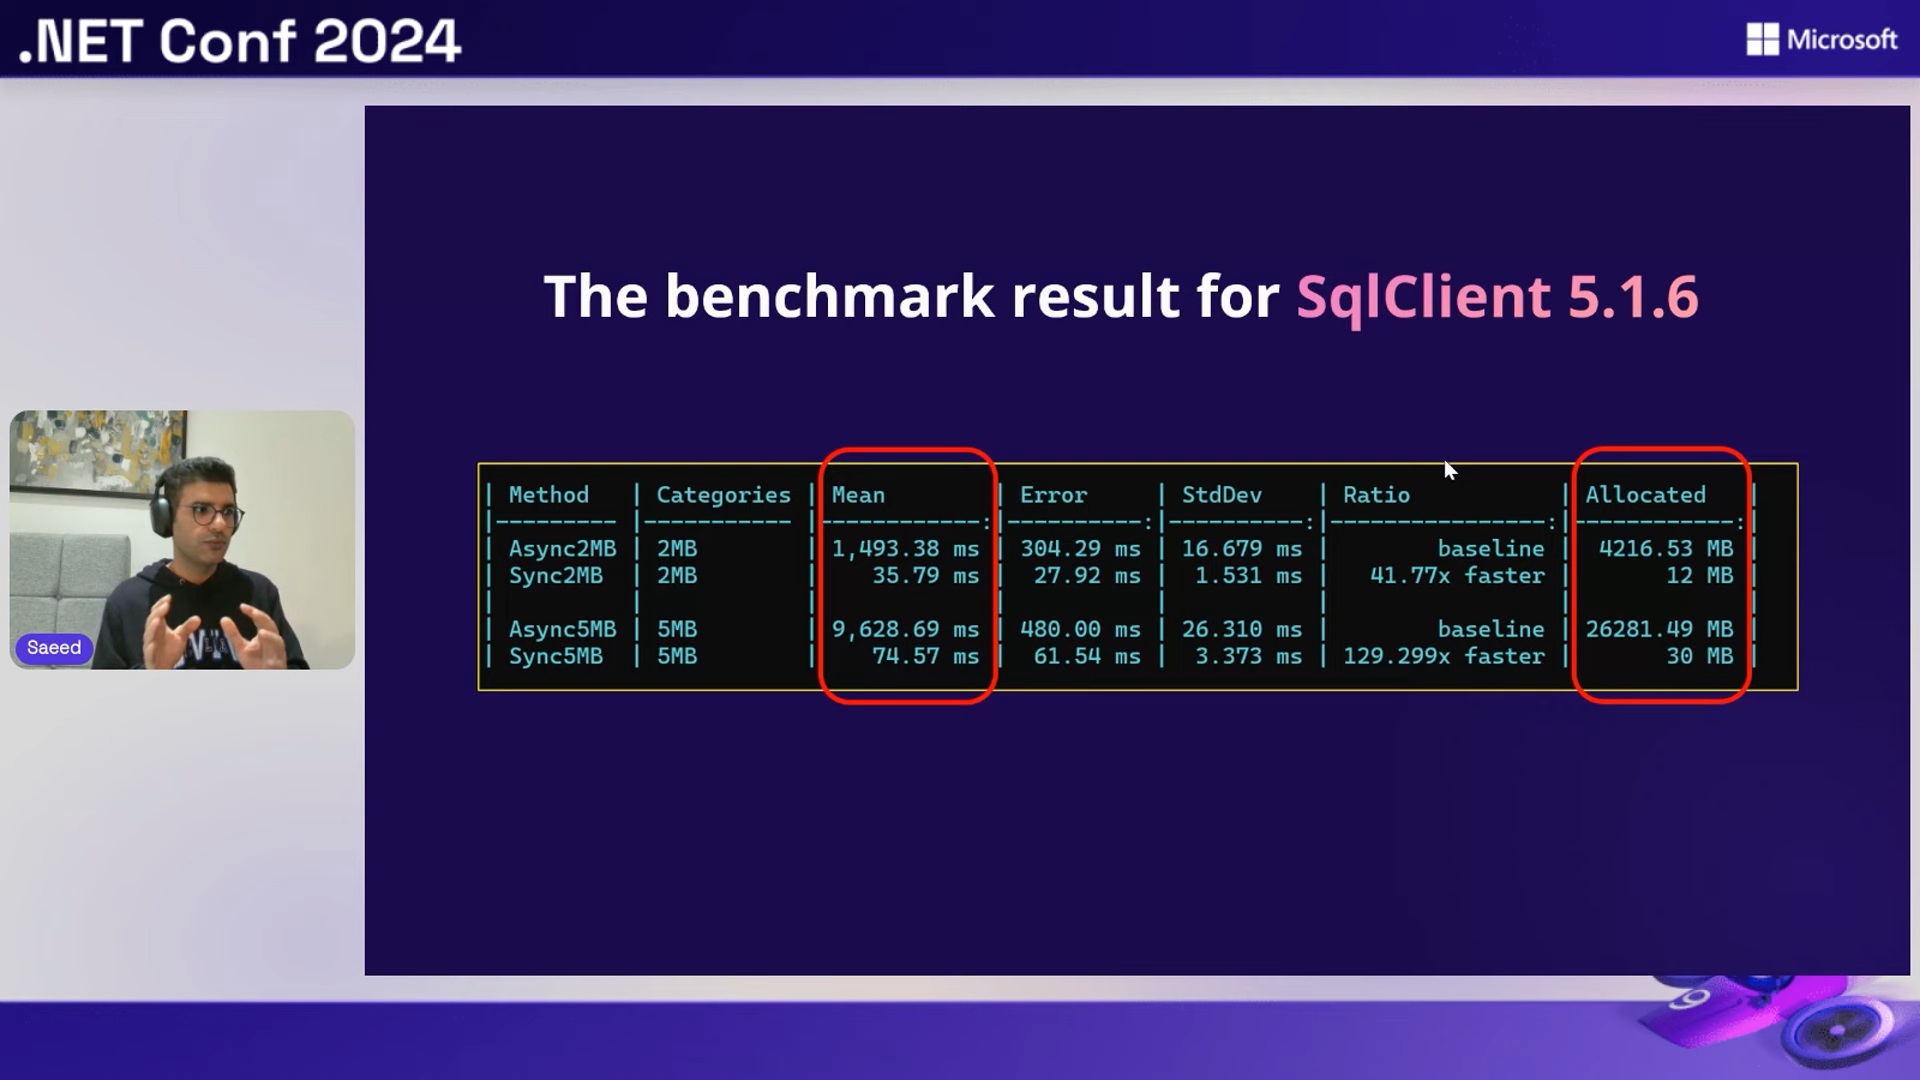 .NET Conf 2024
Microsoft
The benchmark result for SqlClient 5.1.6
| Method | Categories | Mean | Error | StdDev | Ratio | Allocated |
|--------- |----------- |------------:|----------:|----------:|----------------:|------------:|
| Async2MB | 2MB | 1,493.38 ms | 304.29 ms | 16.679 ms | baseline | 4216.53 MB |
| Sync2MB | 2MB | 35.79 ms | 27.92 ms | 1.531 ms | 41.77x faster | 12 MB |
| | | | | | | |
| Async5MB | 5MB | 9,628.69 ms | 480.00 ms | 26.310 ms | baseline | 26281.49 MB |
| Sync5MB | 5MB | 74.57 ms | 61.54 ms | 3.373 ms | 129.299x faster | 30 MB |
Saeed
9